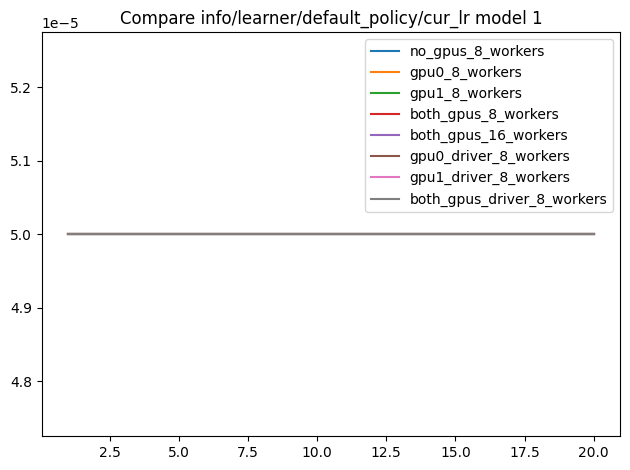 Compare info/learner/default_policy/cur_lr model 1
1e−5
no_gpus_8_workers
gpu0_8_workers
gpu1_8_workers
both_gpus_8_workers
both_gpus_16_workers
gpu0_driver_8_workers
gpu1_driver_8_workers
both_gpus_driver_8_workers
5.2
5.1
5.0
4.9
4.8
2.5 5.0 7.5 10.0 12.5 15.0 17.5 20.0